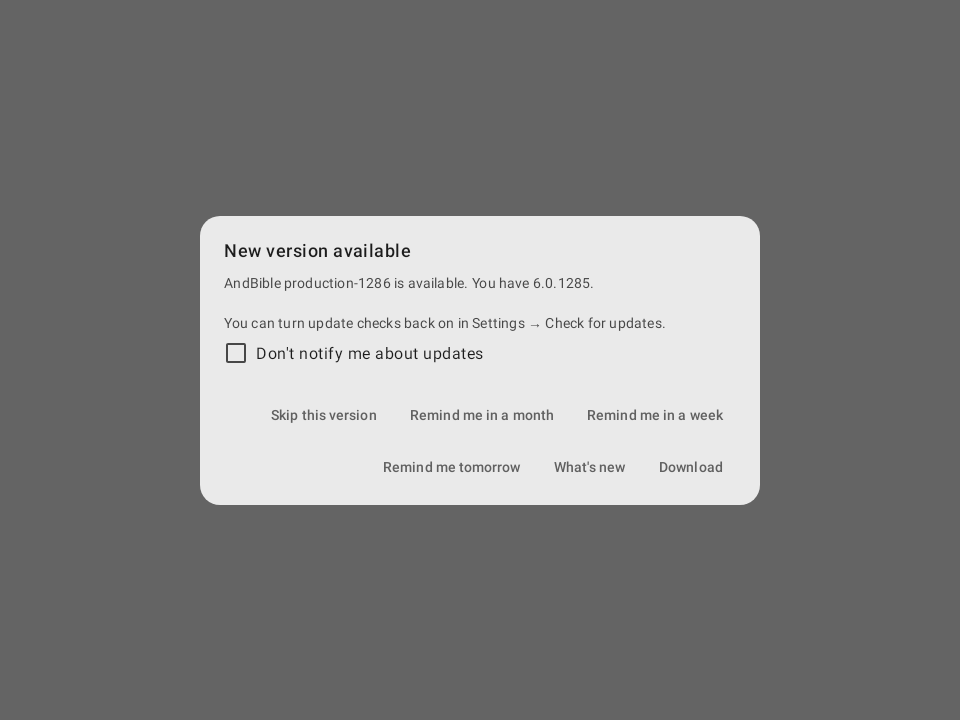 New version available
AndBible production-1286 is available. You have 6.0.1285.
You can turn update checks back on in Settings → Check for updates.
Don't notify me about updates
Skip this version Remind me in a month Remind me in a week
Remind me tomorrow What's new Download